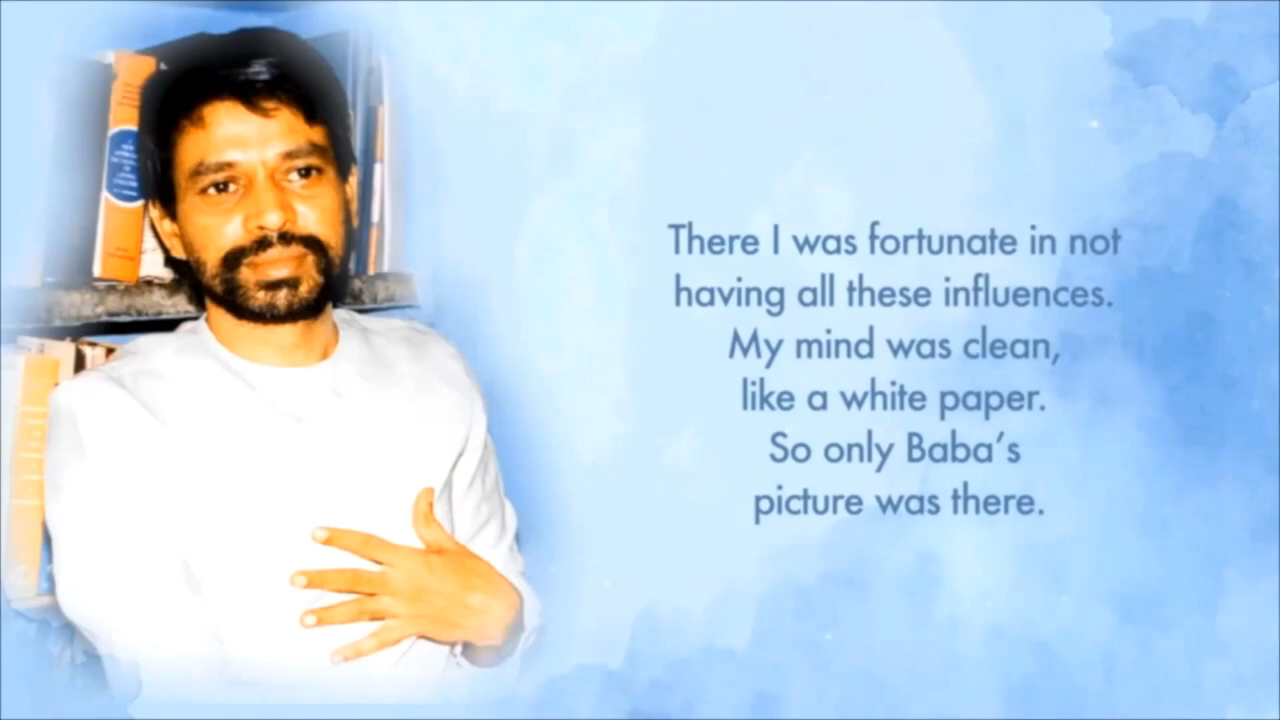 There I was fortunate in not
having all these influences.
My mind was clean,
like a white paper.
So only Baba’s
picture was there.